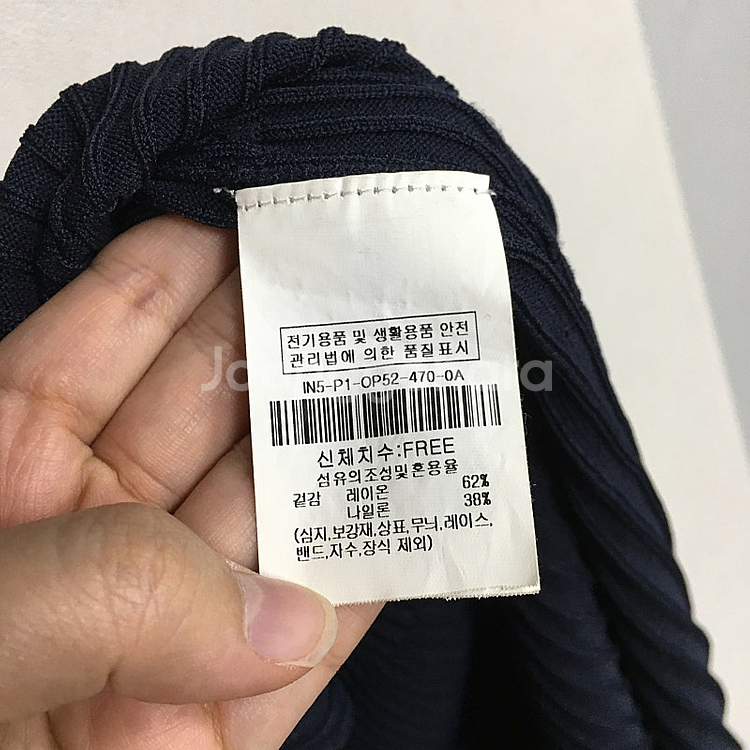 전기용품 및 생활용품 안전
관리법에 의한 품질표시
IN5-P1-OP52-470-0A
신체치수:FREE
섬유의조성및혼용율
겉감 레이온 62%
나일론 38%
(심지,보강재,상표,무늬,레이스,
밴드,자수,장식 제외)